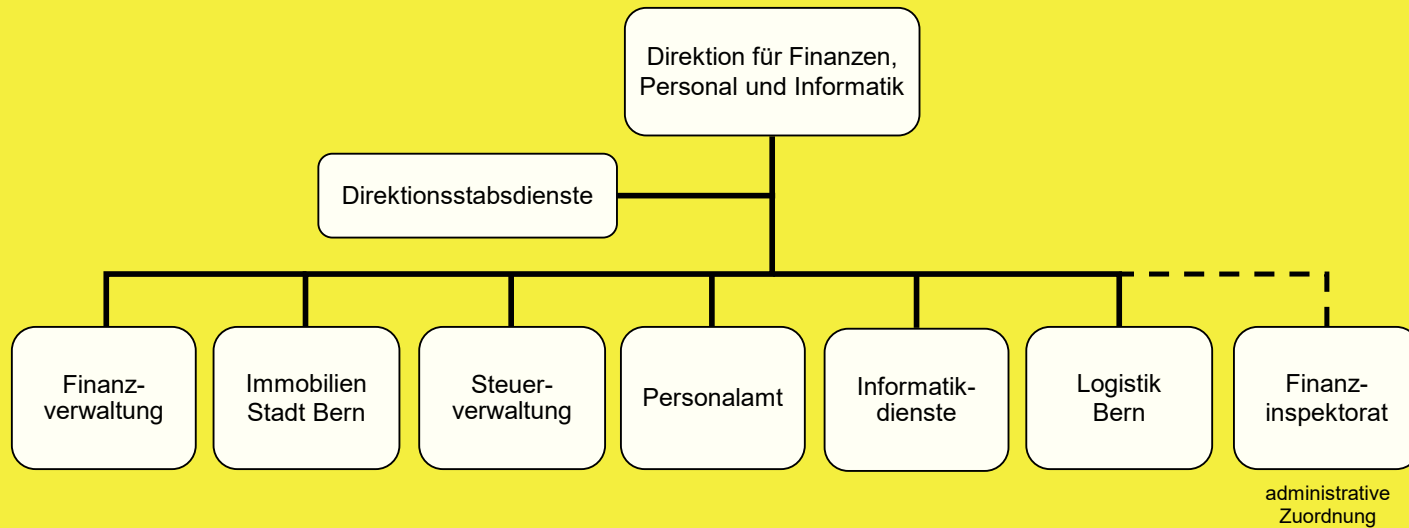 Direktion für Finanzen,
Personal und Informatik
Direktionsstabsdienste
Finanz-
verwaltung
Immobilien
Stadt Bern
Steuer-
verwaltung
Personalamt
Informatik-
dienste
Logistik
Bern
Finanz-
inspektorat
administrative
Zuordnung